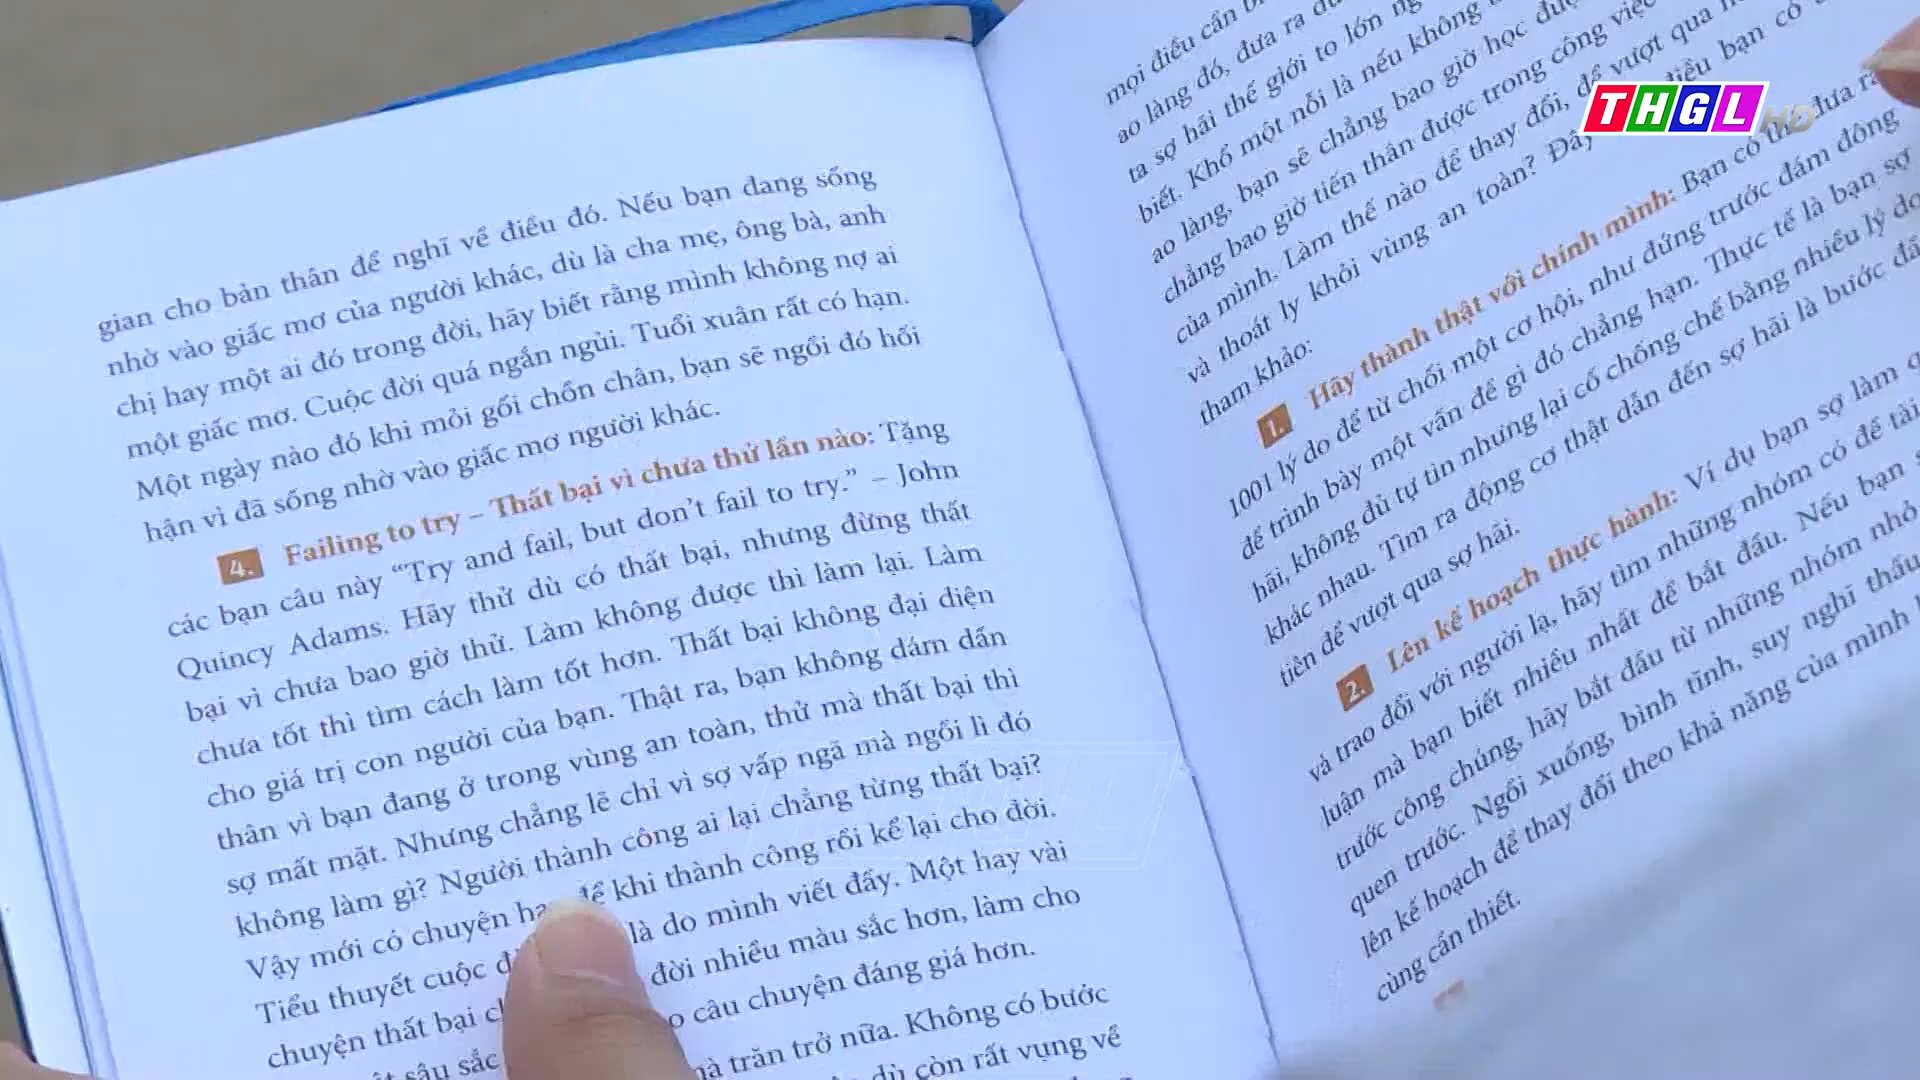 gian cho bản thân để nghĩ về điều đó. Nếu bạn đang sống
nhờ vào giấc mơ của người khác, dù là cha mẹ, ông bà, anh
chị hay một ai đó trong đời, hãy biết rằng mình không nợ ai
một giấc mơ. Cuộc đời quá ngắn ngủi. Tuổi xuân rất có hạn.
Một ngày nào đó khi mỏi gối chồn chân, bạn sẽ ngồi đó hối
hận vì đã sống nhờ vào giấc mơ người khác.
4. Failing to try – Thất bại vì chưa thử lần nào: Tặng
các bạn câu này “Try and fail, but don’t fail to try.” – John
Quincy Adams. Hãy thử dù có thất bại, nhưng đừng thất
bại vì chưa bao giờ thử. Làm không được thì làm lại. Làm
chưa tốt thì tìm cách làm tốt hơn. Thất bại không đại diện
cho giá trị con người của bạn. Thật ra, bạn không dám dấn
thân vì bạn đang ở trong vùng an toàn, thử mà thất bại thì
sợ mất mặt. Nhưng chẳng lẽ chỉ vì sợ vấp ngã mà ngồi lì đó
không làm gì? Người thành công ai lại chẳng từng thất bại?
Vậy mới có chuyện để khi thành công rồi kể lại cho đời.
Tiểu thuyết cuộc là do mình viết đấy. Một hay vài
chuyện thất bại đời nhiều màu sắc hơn, làm cho
câu chuyện đáng giá hơn.
sâu sắc mà trăn trở nữa. Không có bước
dù còn rất vụng về
mọi điều cần
ao làng đó, đưa ra
ta sợ hãi thế giới to lớn
biết. Khổ một nỗi là nếu không
ao làng, bạn sẽ chẳng bao giờ học
chẳng bao giờ tiến thân được trong công việc
của mình. Làm thế nào để thay đổi, để vượt qua
và thoát ly khỏi vùng an toàn? điều bạn có
tham khảo:
1. Hãy thành thật với chính mình: Bạn có đưa ra
1001 lý do để từ chối một cơ hội, như đứng trước đám đông
để trình bày một vấn đề gì đó chẳng hạn. Thực tế là bạn sợ
hãi, không đủ tự tin nhưng lại cố chống chế bằng nhiều lý do
khác nhau. Tìm ra động cơ thật dẫn đến sợ hãi là bước
tiên để vượt qua sợ hãi.
2. Lên kế hoạch thực hành: Ví dụ bạn sợ làm
và trao đổi với người lạ, hãy tìm những nhóm có đề tài
luận mà bạn biết nhiều nhất để bắt đầu. Nếu bạn
trước công chúng, hãy bắt đầu từ những nhóm nhỏ
quen trước. Ngồi xuống, bình tĩnh, suy nghĩ thấu
lên kế hoạch để thay đổi theo khả năng của mình
cùng cần thiết.
THGL HD